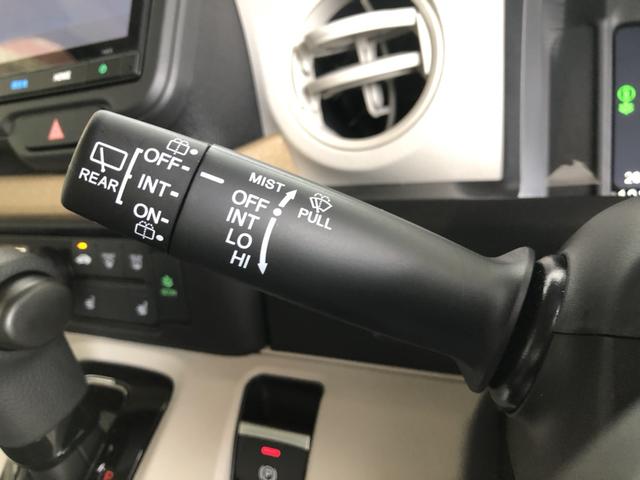 REAR
OFF
INT
ON
MIST
OFF
INT
LO
HI
PULL